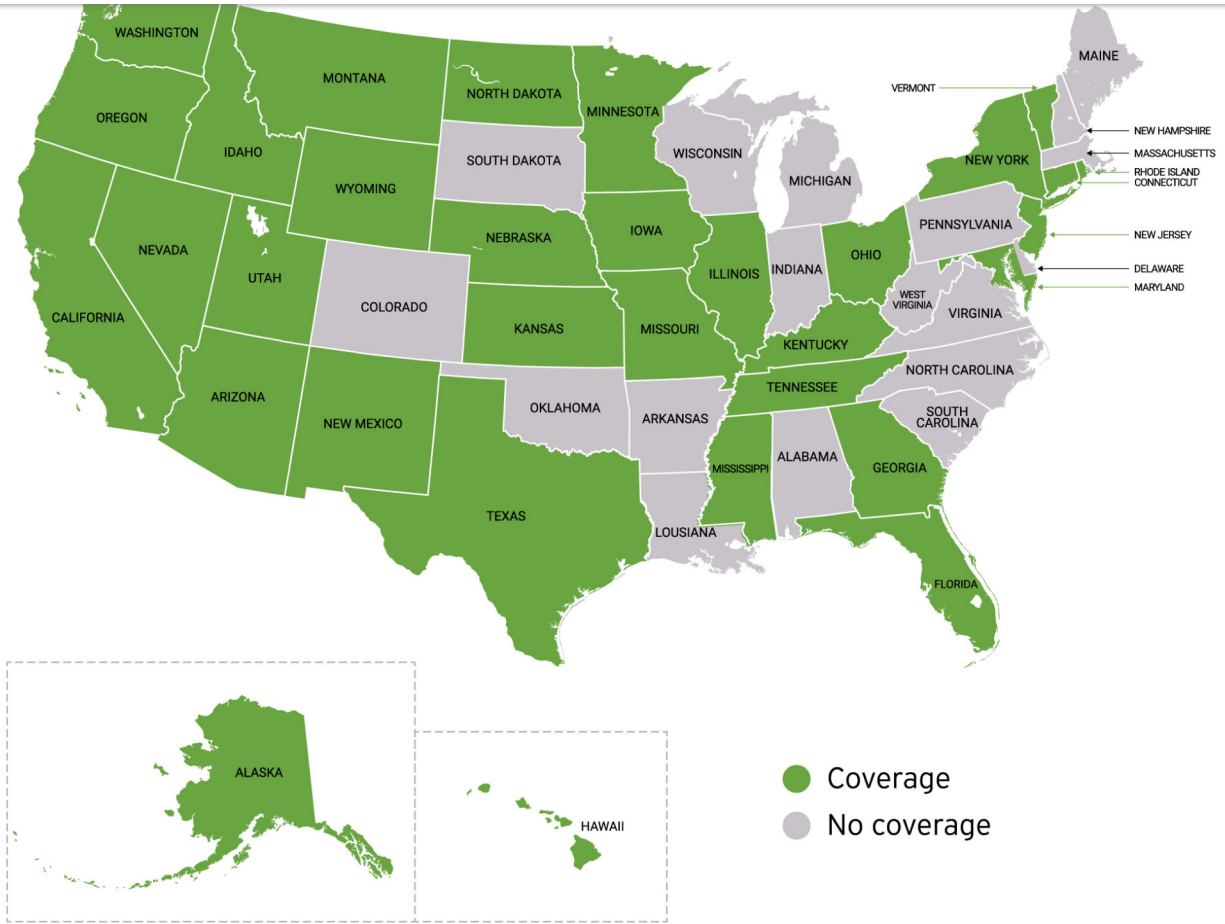 WASHINGTON
MAINE
MONTANA
VERMONT
NORTH DAKOTA
MINNESOTA
OREGON
NEW HAMPSHIRE
IDAHO
WISCONSIN
MASSACHUSETTS
SOUTH DAKOTA
NEW YORK
RHODE ISLAND
MICHIGAN
CONNECTICUT
WYOMING
PENNSYLVANIA
IOWA
NEW JERSEY
NEBRASKA
NEVADA
OHIO
DELAWARE
ILLINOIS
INDIANA
UTAH
MARYLAND
WEST
VIRGINIA
COLORADO
VIRGINIA
CALIFORNIA
KANSAS
MISSOURI
KENTUCKY
NORTH CAROLINA
TENNESSEE
ARIZONA
OKLAHOMA
SOUTH
CAROLINA
ARKANSAS
NEW MEXICO
ALABAMA
MISSISSIPPI
GEORGIA
TEXAS
LOUSIANA
FLORIDA
ALASKA
HAWAII
Coverage
No coverage